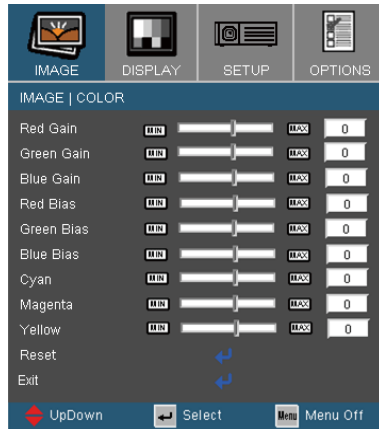 IMAGE DISPLAY SETUP OPTIONS
IMAGE | COLOR
Red Gain MIN MAX 0
Green Gain MIN MAX 0
Blue Gain MIN MAX 0
Red Bias MIN MAX 0
Green Bias MIN MAX 0
Blue Bias MIN MAX 0
Cyan MIN MAX 0
Magenta MIN MAX 0
Yellow MIN MAX 0
Reset
Exit
UpDown Select Menu Menu Off